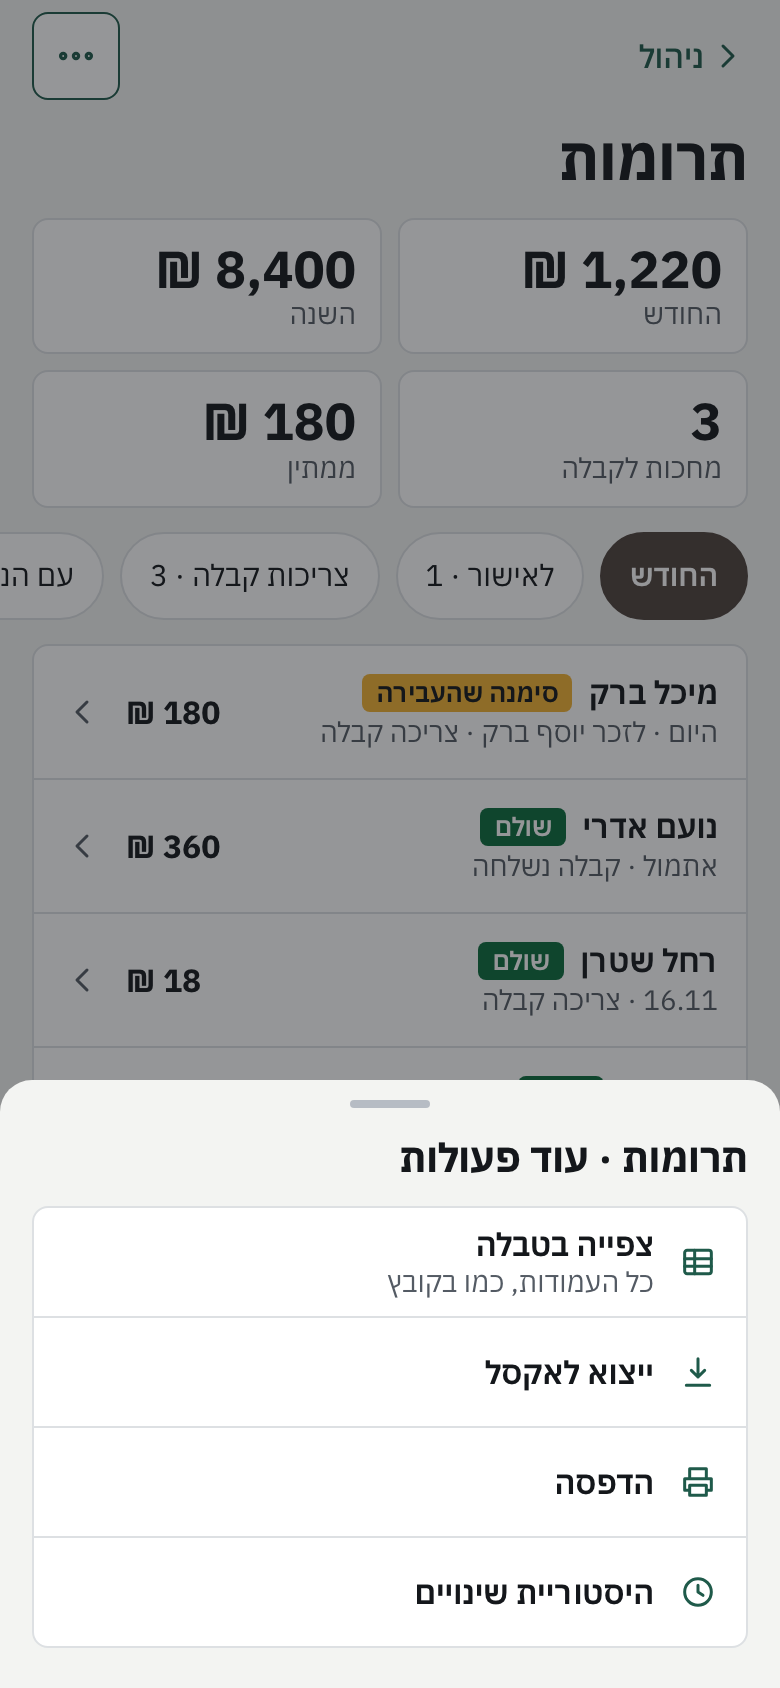 ניהול
תרומות
1,220 ₪
החודש
8,400 ₪
השנה
3
מחכות לקבלה
180 ₪
ממתין
החודש
לאישור · 1
צריכות קבלה · 3
עם הנ
מיכל ברק סימנה שהעבירה
היום · לזכר יוסף ברק · צריכה קבלה
180 ₪
נועם אדרי שולם
אתמול · קבלה נשלחה
360 ₪
רחל שטרן שולם
16.11 · צריכה קבלה
18 ₪
תרומות · עוד פעולות
צפייה בטבלה
כל העמודות, כמו בקובץ
ייצוא לאקסל
הדפסה
היסטוריית שינויים